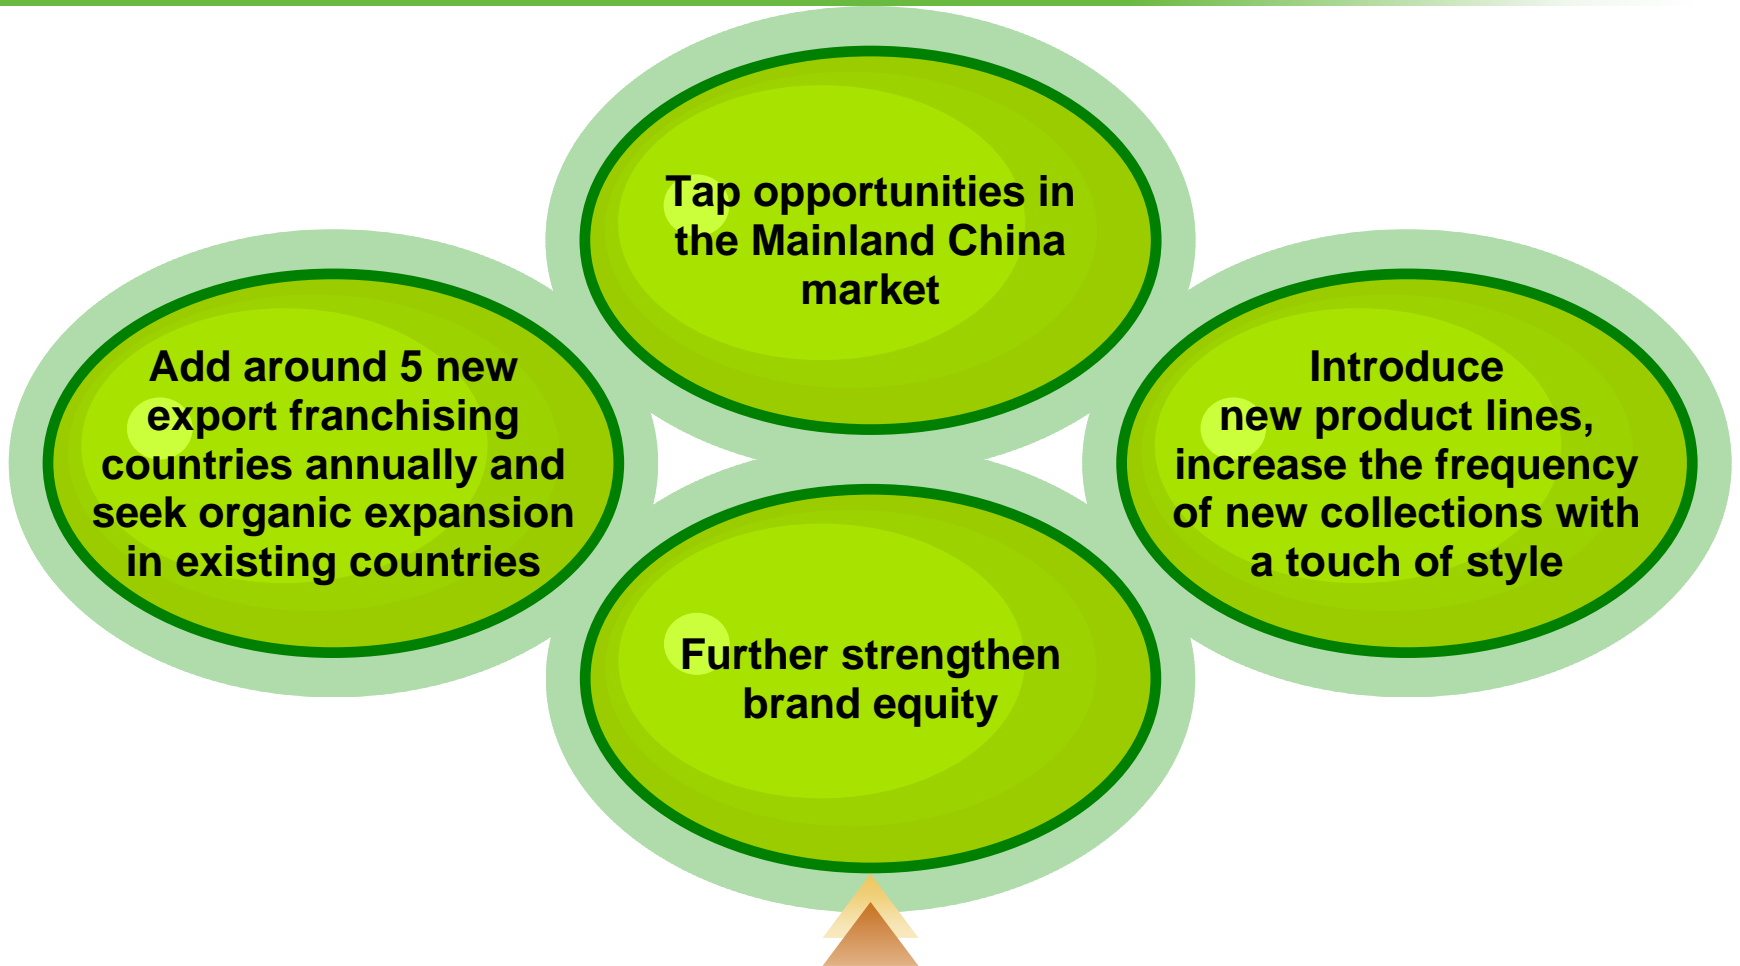 Tap opportunities in
the Mainland China
market
Add around 5 new
export franchising
countries annually and
seek organic expansion
in existing countries
Introduce
new product lines,
increase the frequency
of new collections with
a touch of style
Further strengthen
brand equity